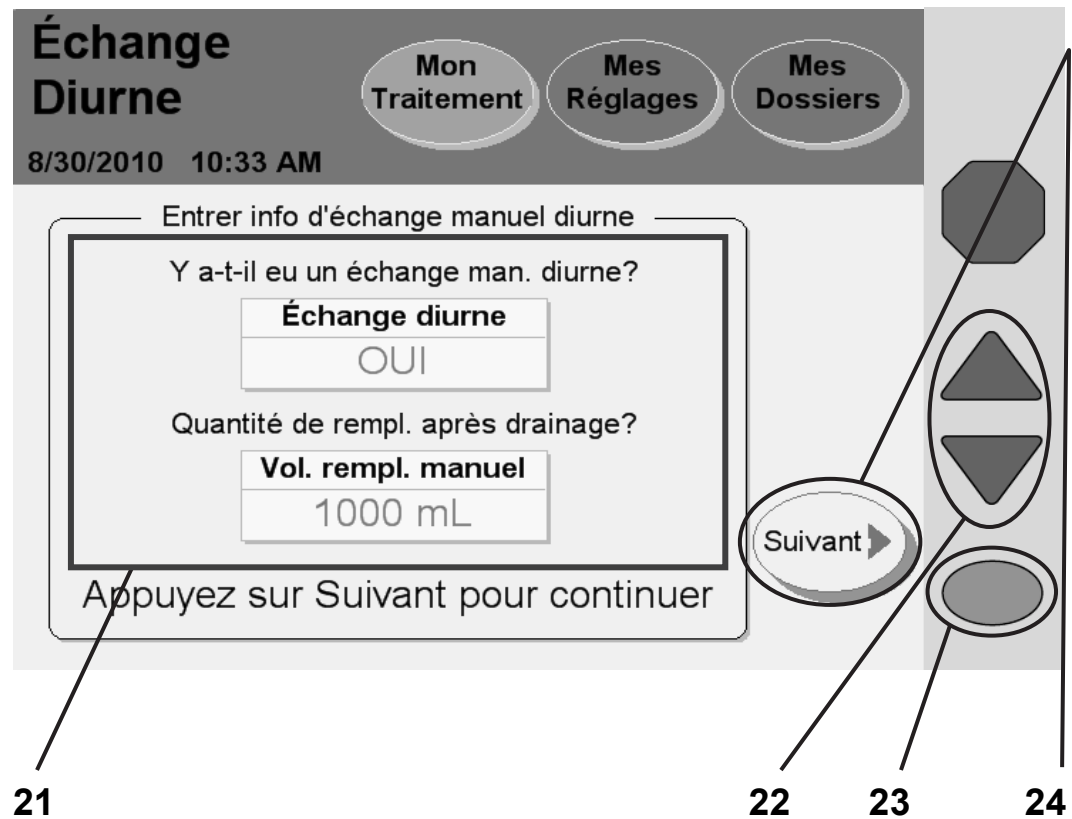 Échange
Diurne
8/30/2010 10:33 AM
Mon
Traitement
Mes
Réglages
Mes
Dossiers
Entrer info d'échange manuel diurne
Y a-t-il eu un échange man. diurne?
Échange diurne
OUI
Quantité de rempl. après drainage?
Vol. rempl. manuel
1000 mL
Suivant
Appuyez sur Suivant pour continuer
21
22
23
24